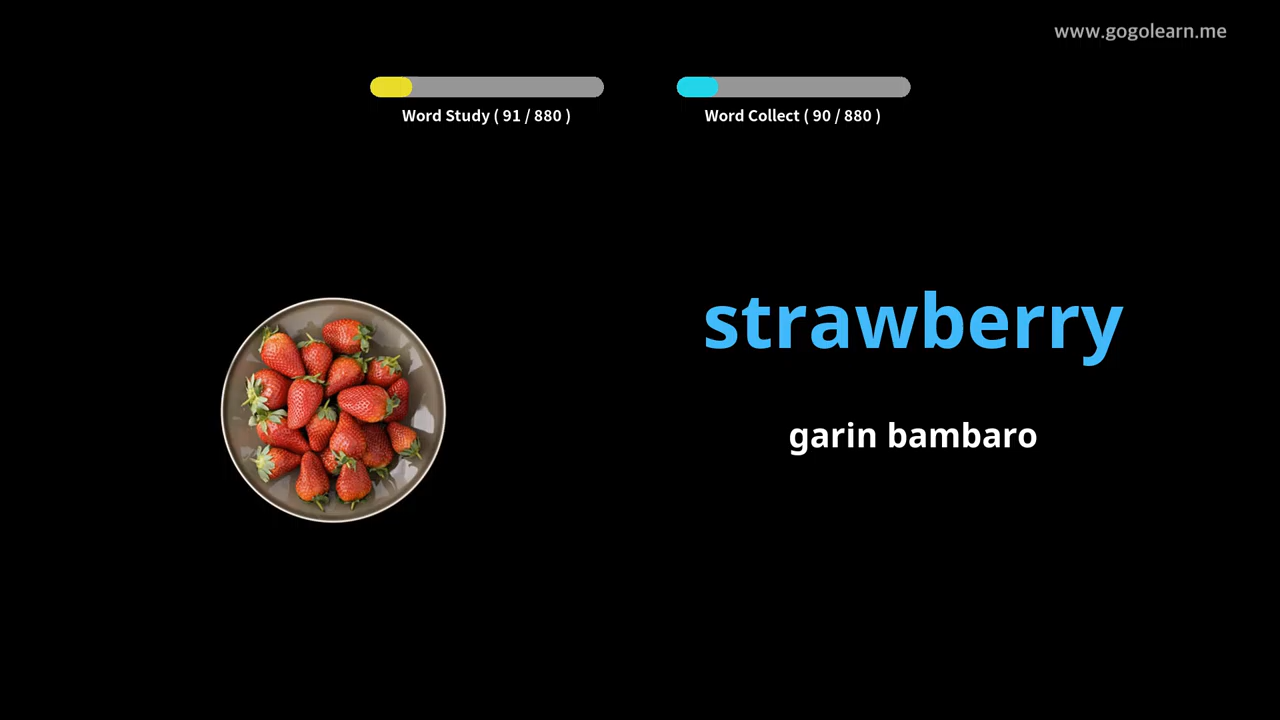 www.gogolearn.me
Word Study ( 91 / 880 )
Word Collect ( 90 / 880 )
strawberry
garin bambaro